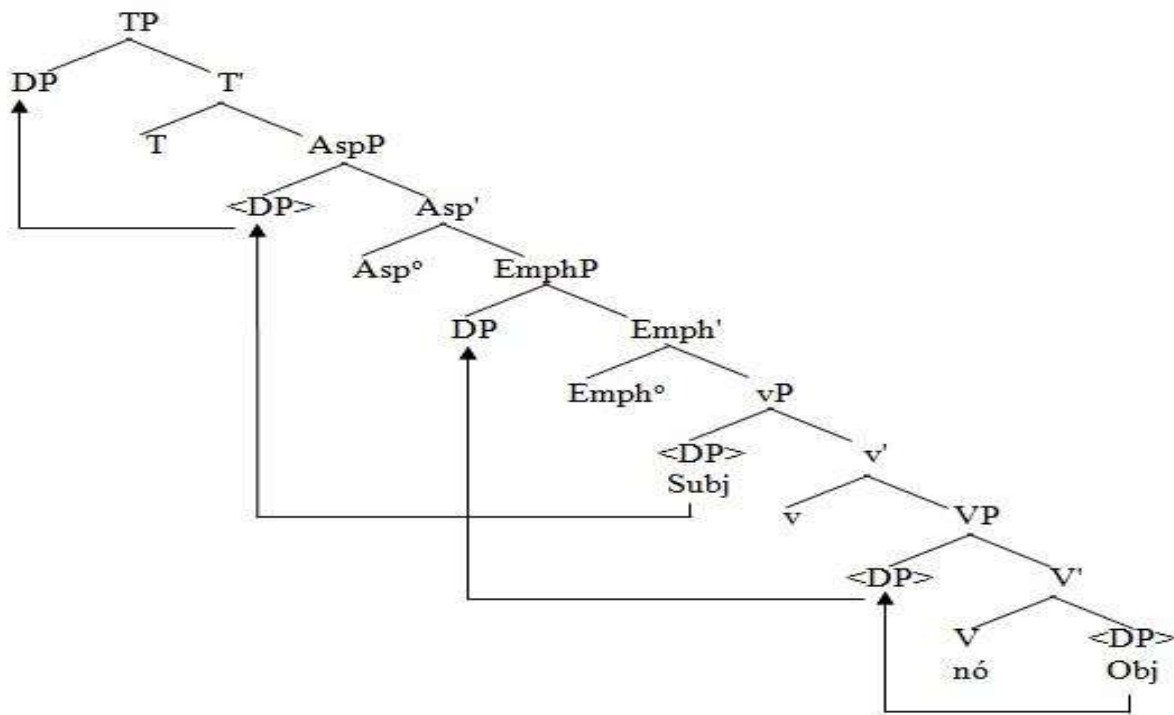 TP
DP T'
T AspP
<DP> Asp'
Asp° EmphP
DP Emph'
Emph° vP
<DP> v'
Subj
v VP
<DP> V'
V <DP>
nó Obj